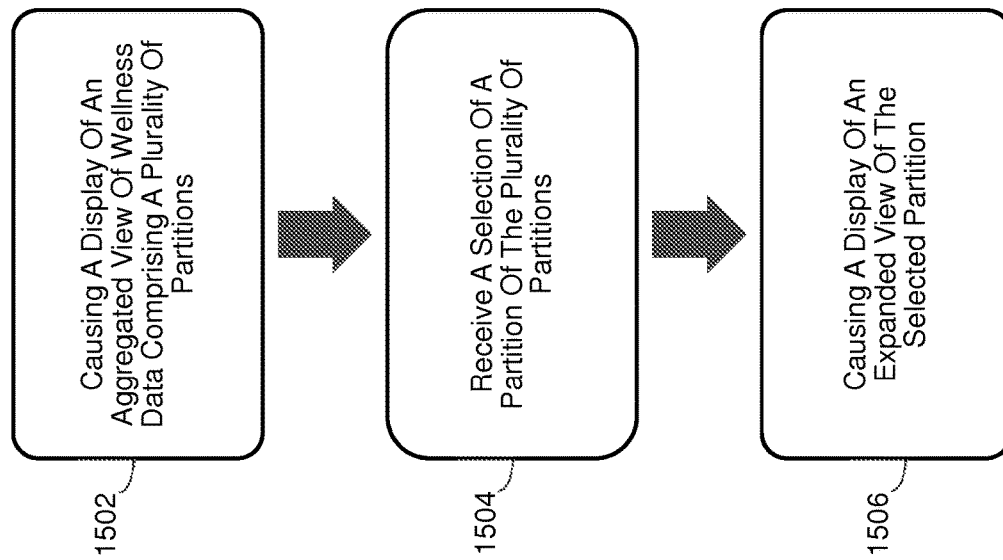 1502
Causing A Display Of An
Aggregated View Of Wellness
Data Comprising A Plurality Of
Partitions
1504
Receive A Selection Of A
Partition Of The Plurality Of
Partitions
1506
Causing A Display Of An
Expanded View Of The
Selected Partition